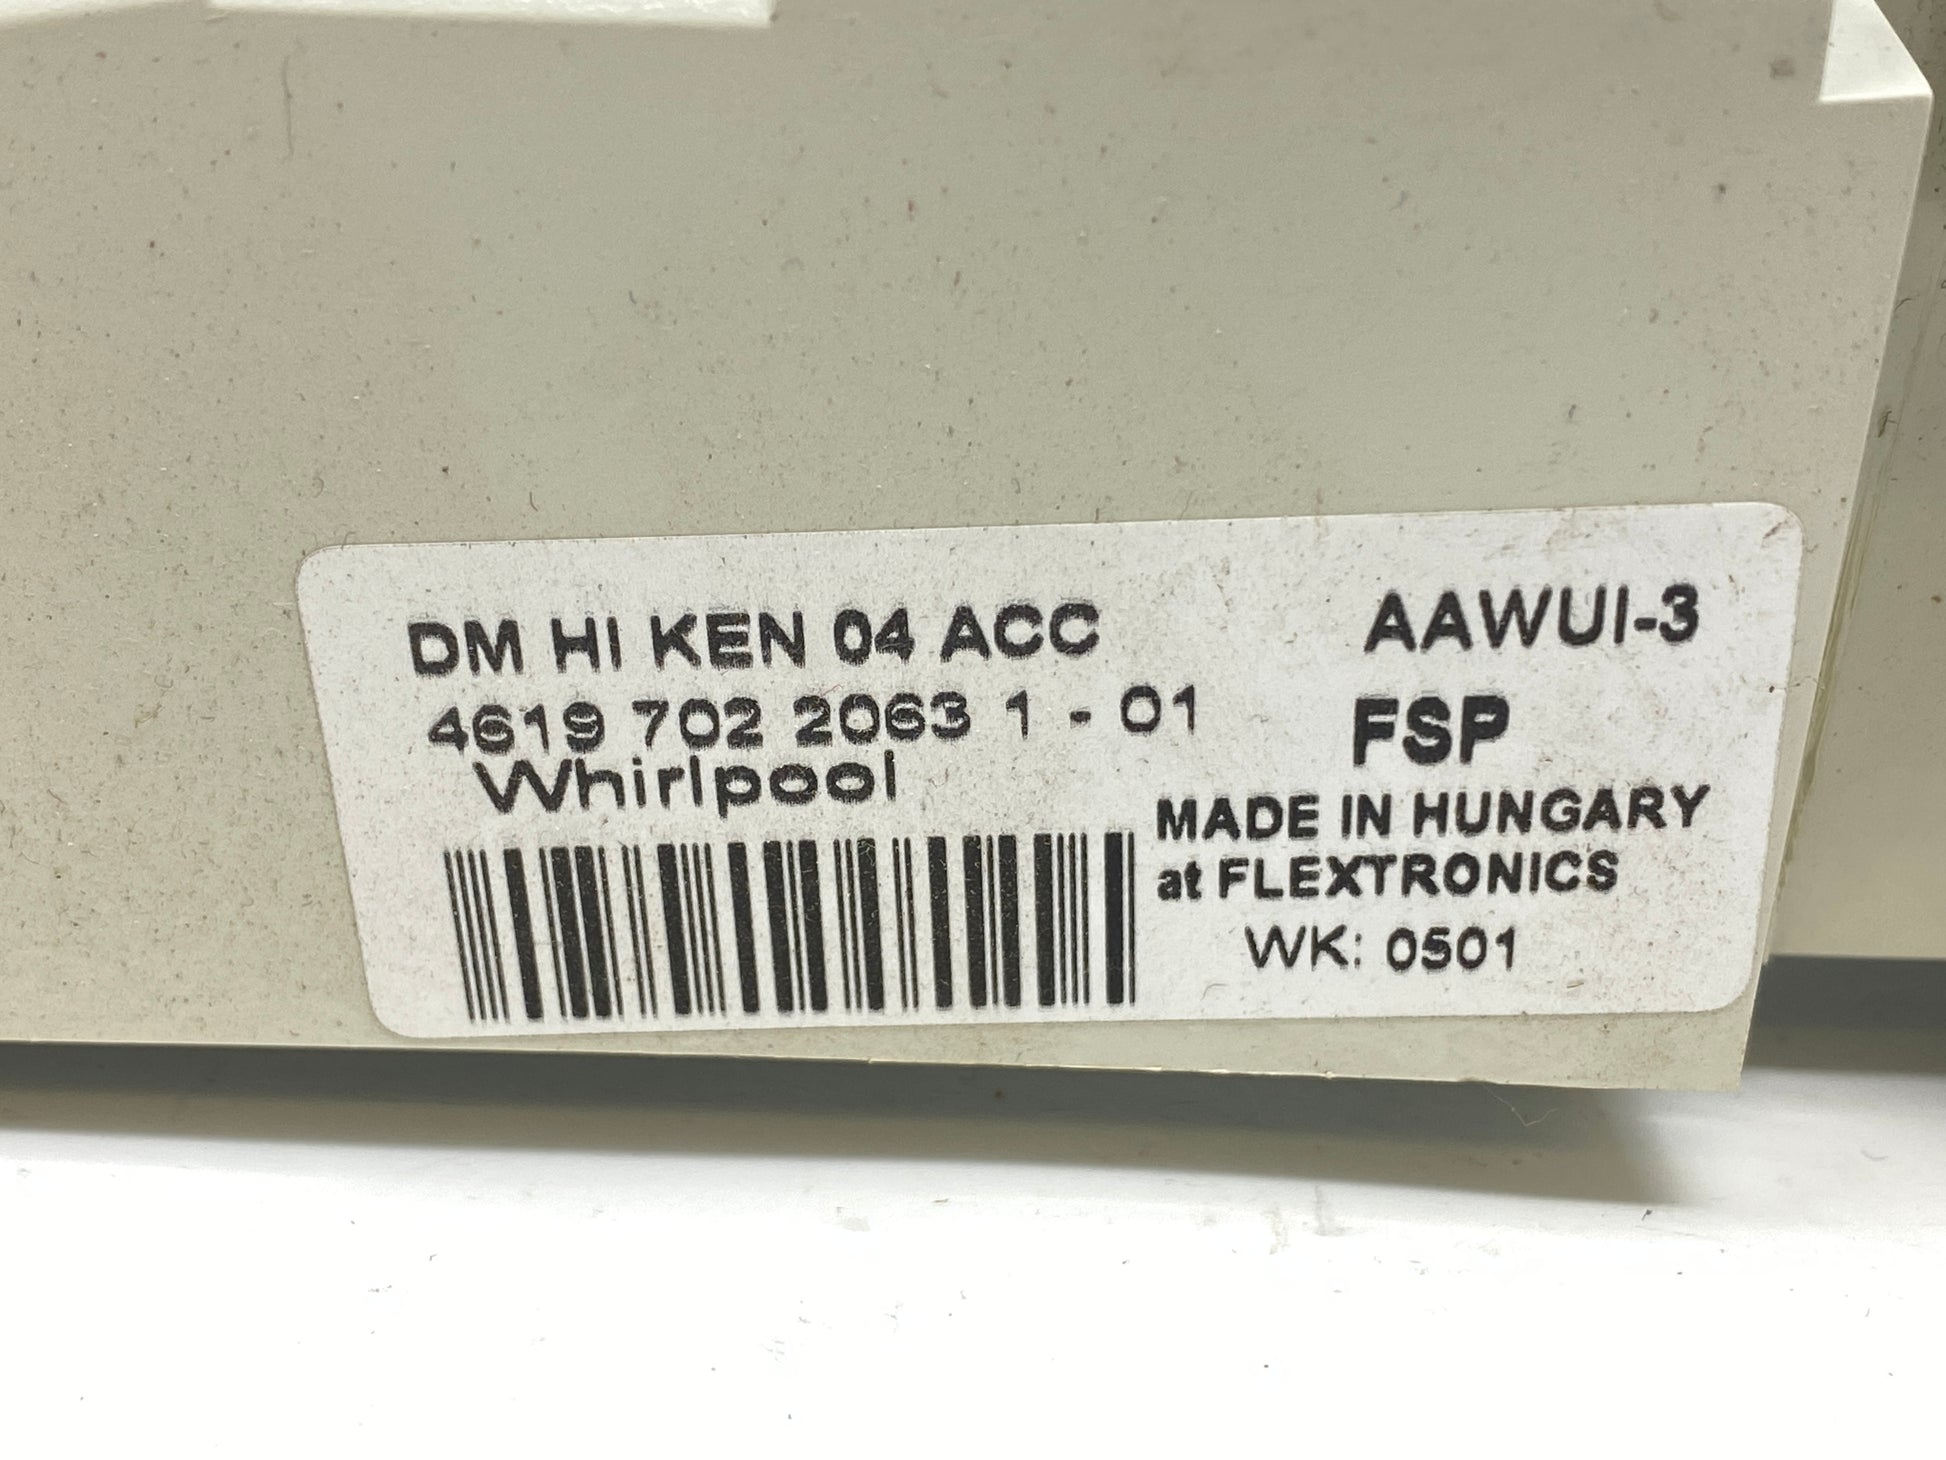 DM HI KEN 04 ACC
4619 702 2063 1 - 01
Whirlpool
AAWUI-3
FSP
MADE IN HUNGARY
at FLEXTRONICS
WK: 0501